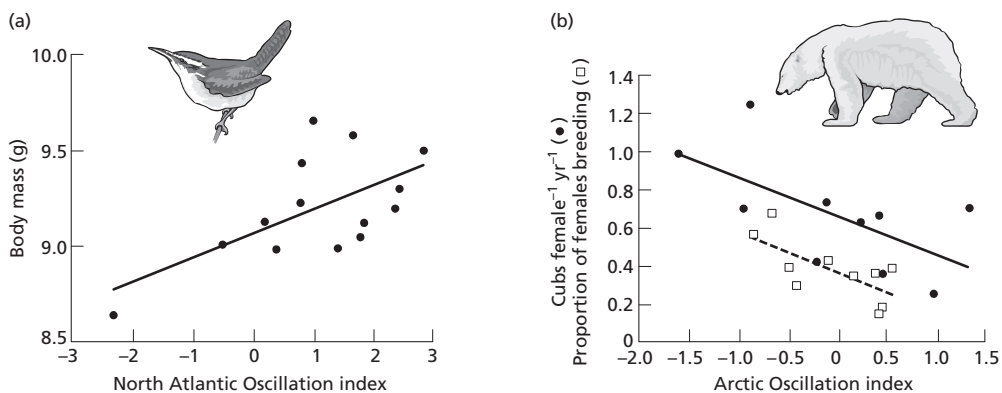 (a)
10.0
9.5
9.0
8.5
Body mass (g)
−3 −2 −1 0 1 2 3
North Atlantic Oscillation index
(b)
Cubs female⁻¹ yr⁻¹ (●)
Proportion of females breeding (□)
1.4
1.2
1.0
0.8
0.6
0.4
0.2
0
−2.0 −1.5 −1.0 −0.5 0 0.5 1.0 1.5
Arctic Oscillation index